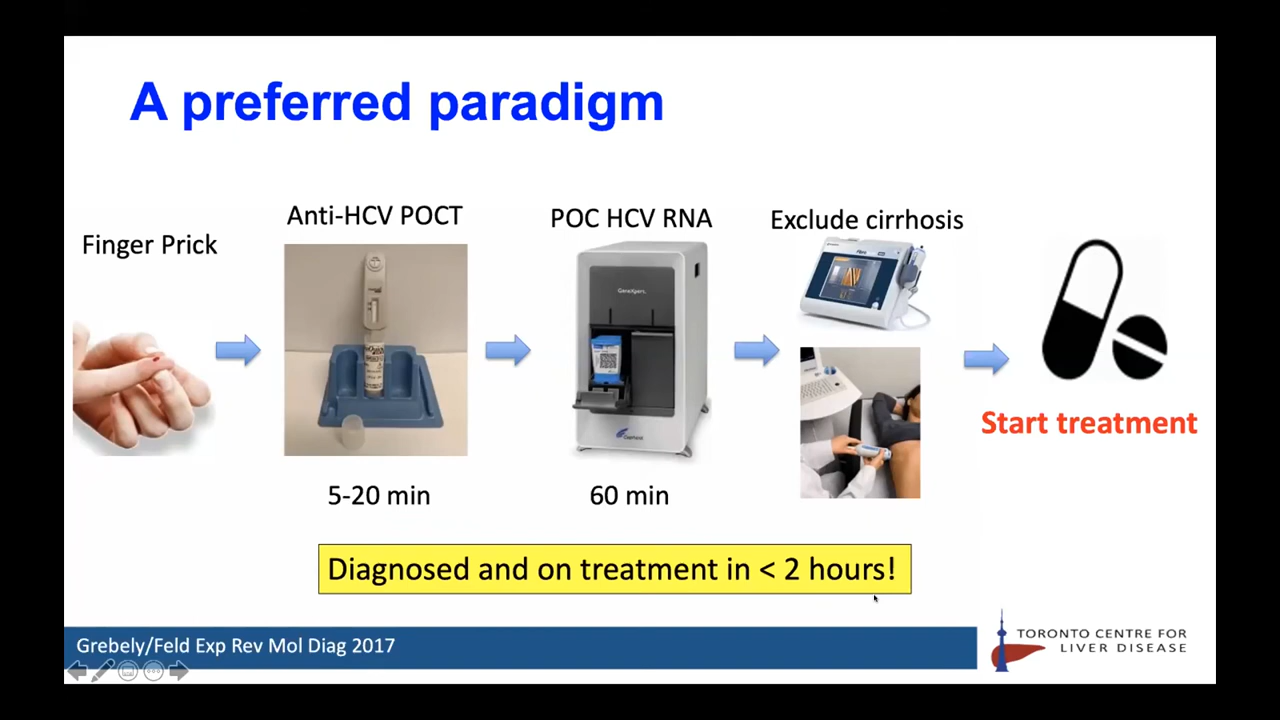 A preferred paradigm
Finger Prick
Anti-HCV POCT
POC HCV RNA
Exclude cirrhosis
GeneXpert
Cepheid
Start treatment
5-20 min
60 min
Diagnosed and on treatment in < 2 hours!
Grebely/Feld Exp Rev Mol Diag 2017
TORONTO CENTRE FOR
LIVER DISEASE